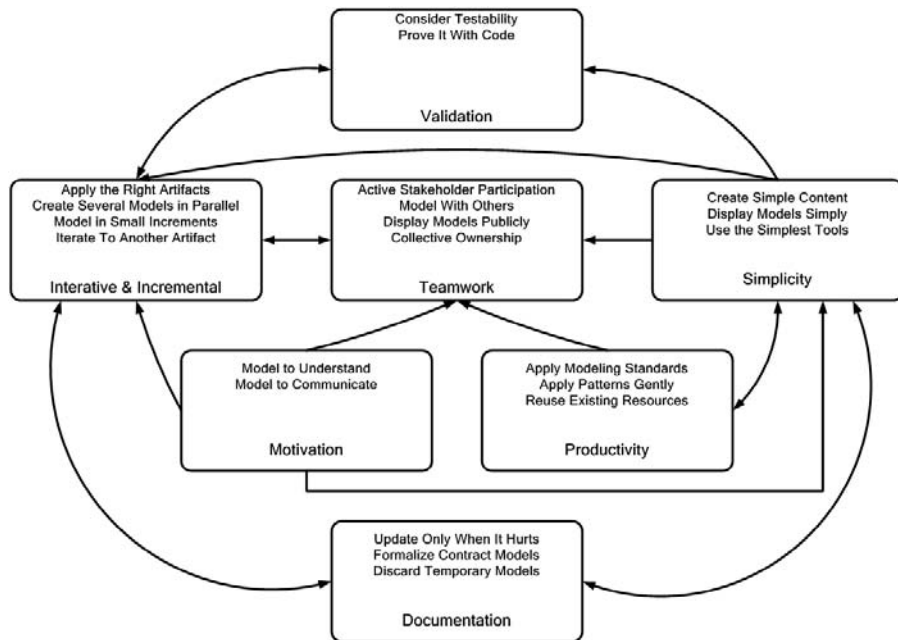 Consider Testability
Prove It With Code
Validation
Apply the Right Artifacts
Create Several Models in Parallel
Model in Small Increments
Iterate To Another Artifact
Interative & Incremental
Active Stakeholder Participation
Model With Others
Display Models Publicly
Collective Ownership
Teamwork
Create Simple Content
Display Models Simply
Use the Simplest Tools
Simplicity
Model to Understand
Model to Communicate
Motivation
Apply Modeling Standards
Apply Patterns Gently
Reuse Existing Resources
Productivity
Update Only When It Hurts
Formalize Contract Models
Discard Temporary Models
Documentation